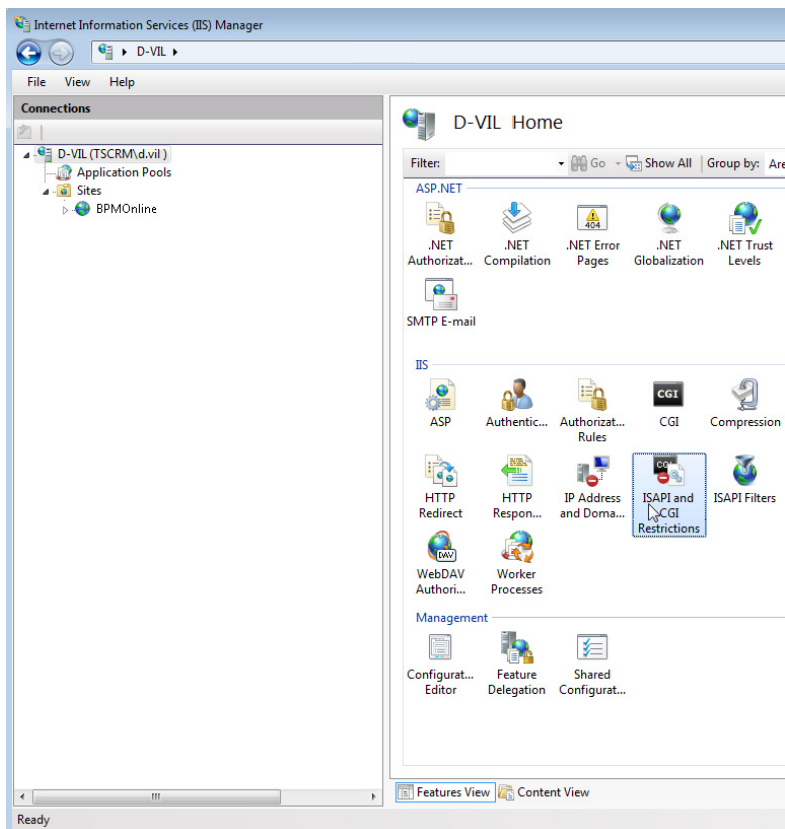 Internet Information Services (IIS) Manager
D-VIL
File View Help
Connections
D-VIL (TSCRM\d.vil )
Application Pools
Sites
BPMOnline
D-VIL Home
Filter: Go Show All Group by: Are
ASP.NET
.NET
Authorizat...
.NET
Compilation
404
.NET Error
Pages
.NET
Globalization
.NET Trust
Levels
SMTP E-mail
IIS
ASP
Authentic...
Authorizat...
Rules
CGI
CGI
Compression
HTTP
Redirect
HTTP
Respon...
IP Address
and Doma...
ISAPI and
CGI
Restrictions
ISAPI Filters
DAV
WebDAV
Authori...
Worker
Processes
Management
Configurat...
Editor
Feature
Delegation
Shared
Configurat...
Features View Content View
Ready